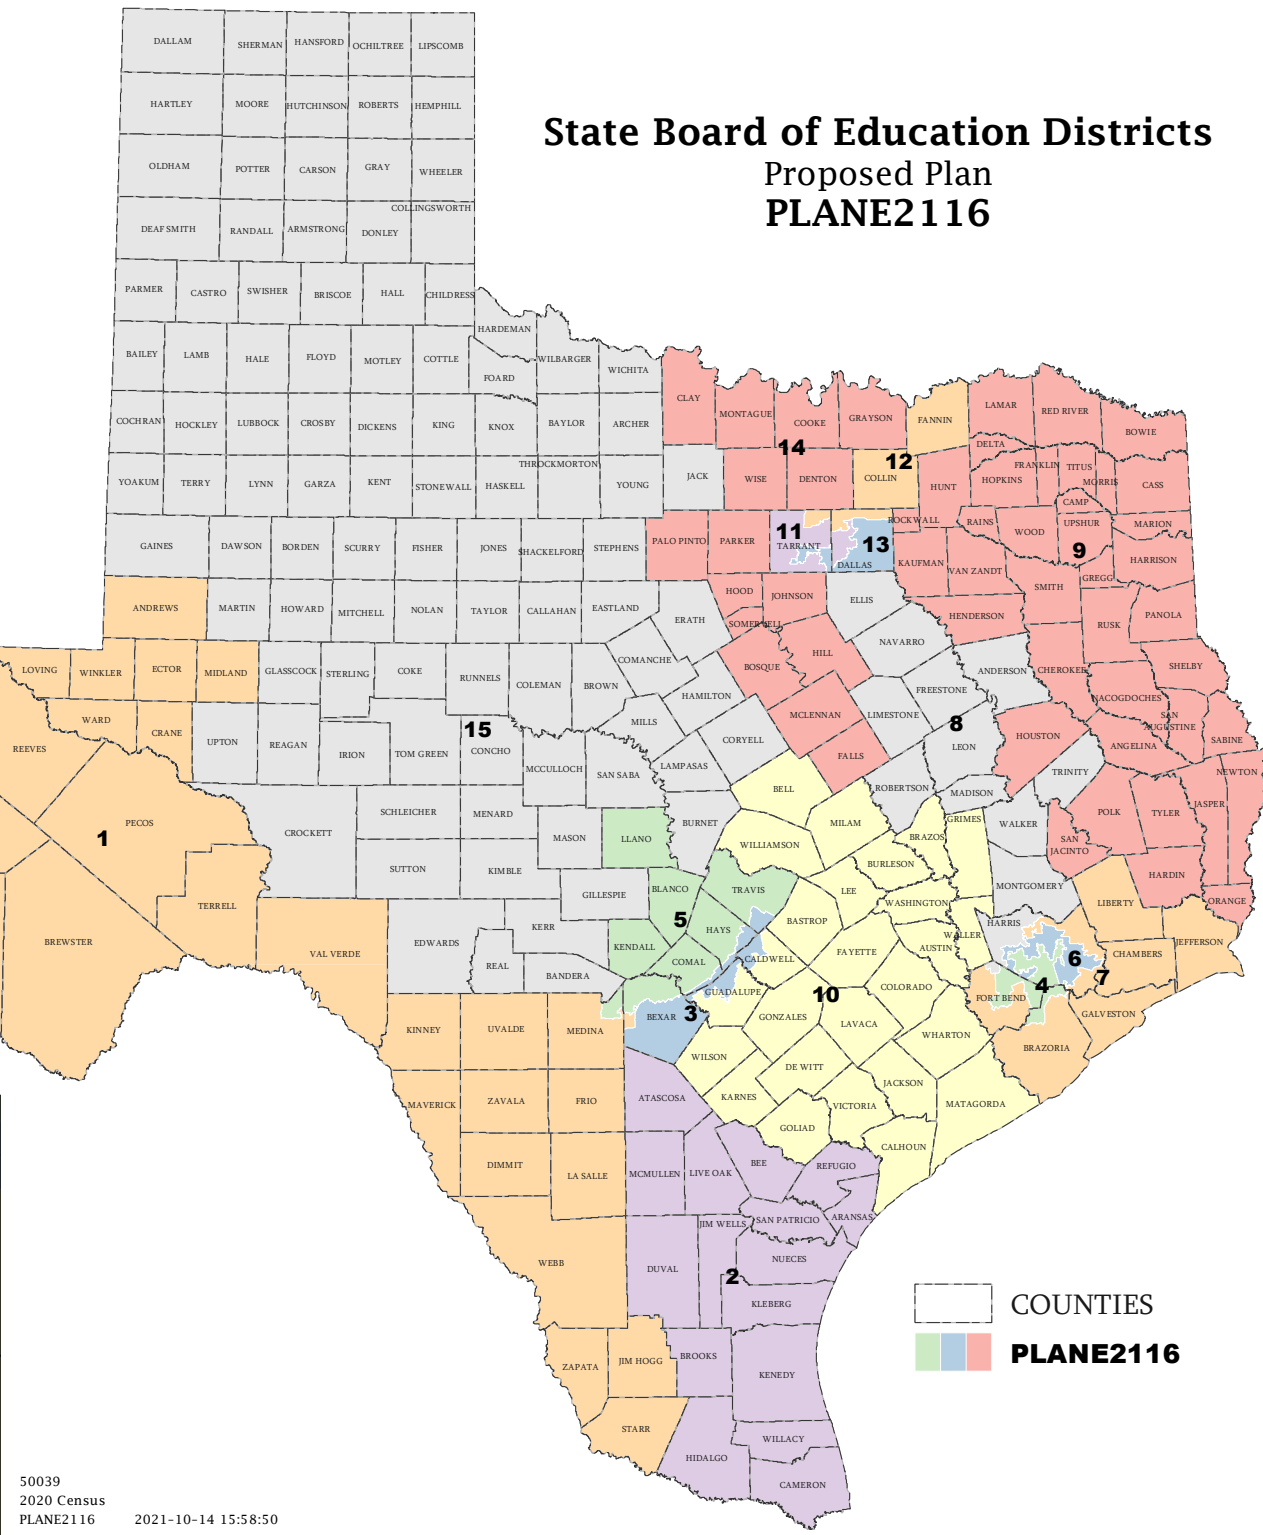 State Board of Education Districts
Proposed Plan
PLANE2116
DALLAM SHERMAN HANSFORD OCHILTREE LIPSCOMB
HARTLEY MOORE HUTCHINSON ROBERTS HEMPHILL
OLDHAM POTTER CARSON GRAY WHEELER
COLLINGSWORTH
DEAF SMITH RANDALL ARMSTRONG DONLEY
PARMER CASTRO SWISHER BRISCOE HALL CHILDRESS
HARDEMAN
BAILEY LAMB HALE FLOYD MOTLEY COTTLE WILBARGER
FOARD WICHITA
CLAY MONTAGUE COOKE GRAYSON FANNIN LAMAR RED RIVER BOWIE
COCHRAN HOCKLEY LUBBOCK CROSBY DICKENS KING KNOX BAYLOR ARCHER
14 12 DELTA
THROCKMORTON FRANKLIN TITUS MORRIS
YOAKUM TERRY LYNN GARZA KENT STONEWALL HASKELL YOUNG JACK WISE DENTON COLLIN HUNT HOPKINS CASS
CAMP
ROCKWALL RAINS WOOD UPSHUR MARION
11 13 9
GAINES DAWSON BORDEN SCURRY FISHER JONES SHACKELFORD STEPHENS PALO PINTO PARKER TARRANT DALLAS KAUFMAN VAN ZANDT HARRISON
SMITH GREGG
ANDREWS MARTIN HOWARD MITCHELL NOLAN TAYLOR CALLAHAN EASTLAND ERATH HOOD JOHNSON ELLIS HENDERSON RUSK PANOLA
SOMERVELL
NAVARRO
LOVING WINKLER ECTOR MIDLAND GLASSCOCK STERLING COKE RUNNELS COLEMAN BROWN COMANCHE BOSQUE HILL ANDERSON CHEROKEE SHELBY
HAMILTON FREESTONE NACOGDOCHES
WARD CRANE MILLS MCLENNAN LIMESTONE SAN AUGUSTINE
15 8
REEVES UPTON REAGAN IRION TOM GREEN CONCHO CORYELL FALLS LEON HOUSTON ANGELINA SABINE
MCCULLOCH SAN SABA LAMPASAS TRINITY NEWTON
BELL ROBERTSON MADISON
PECOS SCHLEICHER MENARD BURNET MILAM GRIMES WALKER POLK TYLER JASPER
1
CROCKETT MASON LLANO WILLIAMSON BRAZOS SAN JACINTO
SUTTON KIMBLE BURLESON HARDIN
GILLESPIE BLANCO TRAVIS LEE MONTGOMERY
TERRELL WASHINGTON LIBERTY ORANGE
5
BREWSTER VAL VERDE EDWARDS KERR KENDALL HAYS BASTROP AUSTIN WALLER HARRIS JEFFERSON
REAL BANDERA COMAL CALDWELL FAYETTE CHAMBERS
6
7
4
GUADALUPE COLORADO FORT BEND
10
3
KINNEY UVALDE MEDINA BEXAR GONZALES LAVACA GALVESTON
WILSON WHARTON BRAZORIA
DE WITT
MAVERICK ZAVALA FRIO ATASCOSA KARNES VICTORIA JACKSON MATAGORDA
GOLIAD
CALHOUN
DIMMIT LA SALLE MCMULLEN LIVE OAK BEE REFUGIO
JIM WELLS SAN PATRICIO ARANSAS
WEBB DUVAL NUECES
2
KLEBERG
ZAPATA JIM HOGG BROOKS KENEDY
STARR HIDALGO WILLACY
CAMERON
COUNTIES
PLANE2116
50039
2020 Census
PLANE2116 2021-10-14 15:58:50